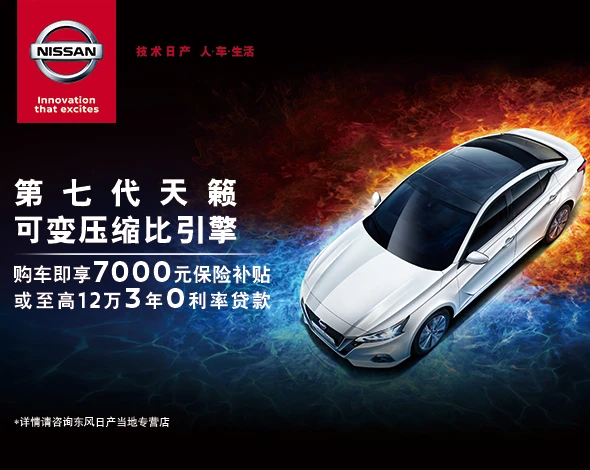 NISSAN
Innovation
that excites
技术日产 人·车·生活
第七代天籁
可变压缩比引擎
购车即享7000元保险补贴
或至高12万3年0利率贷款
*详情请咨询东风日产当地专营店